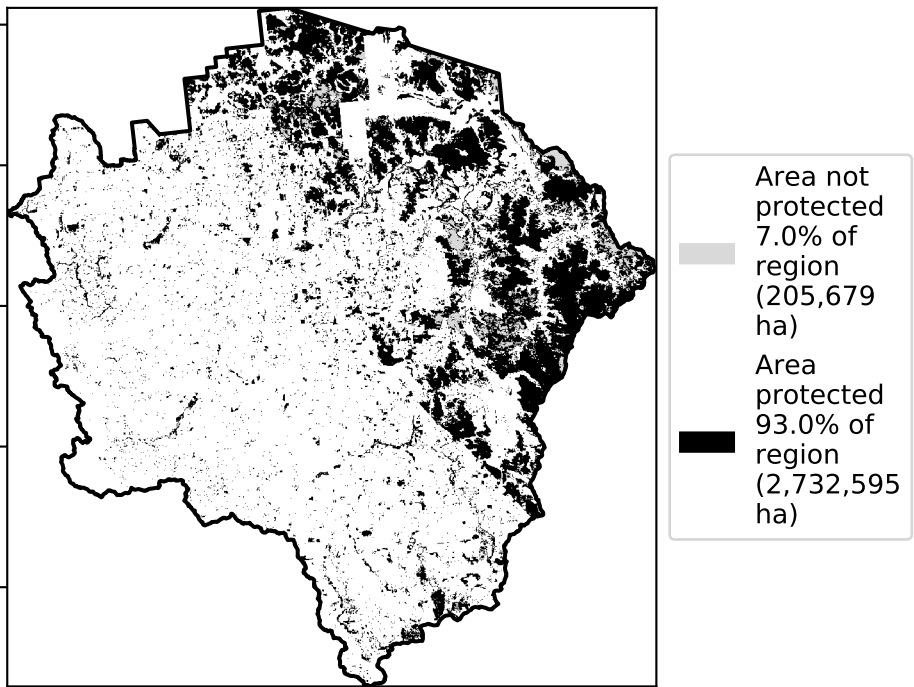 Area not
protected
7.0% of
region
(205,679
ha)
Area
protected
93.0% of
region
(2,732,595
ha)